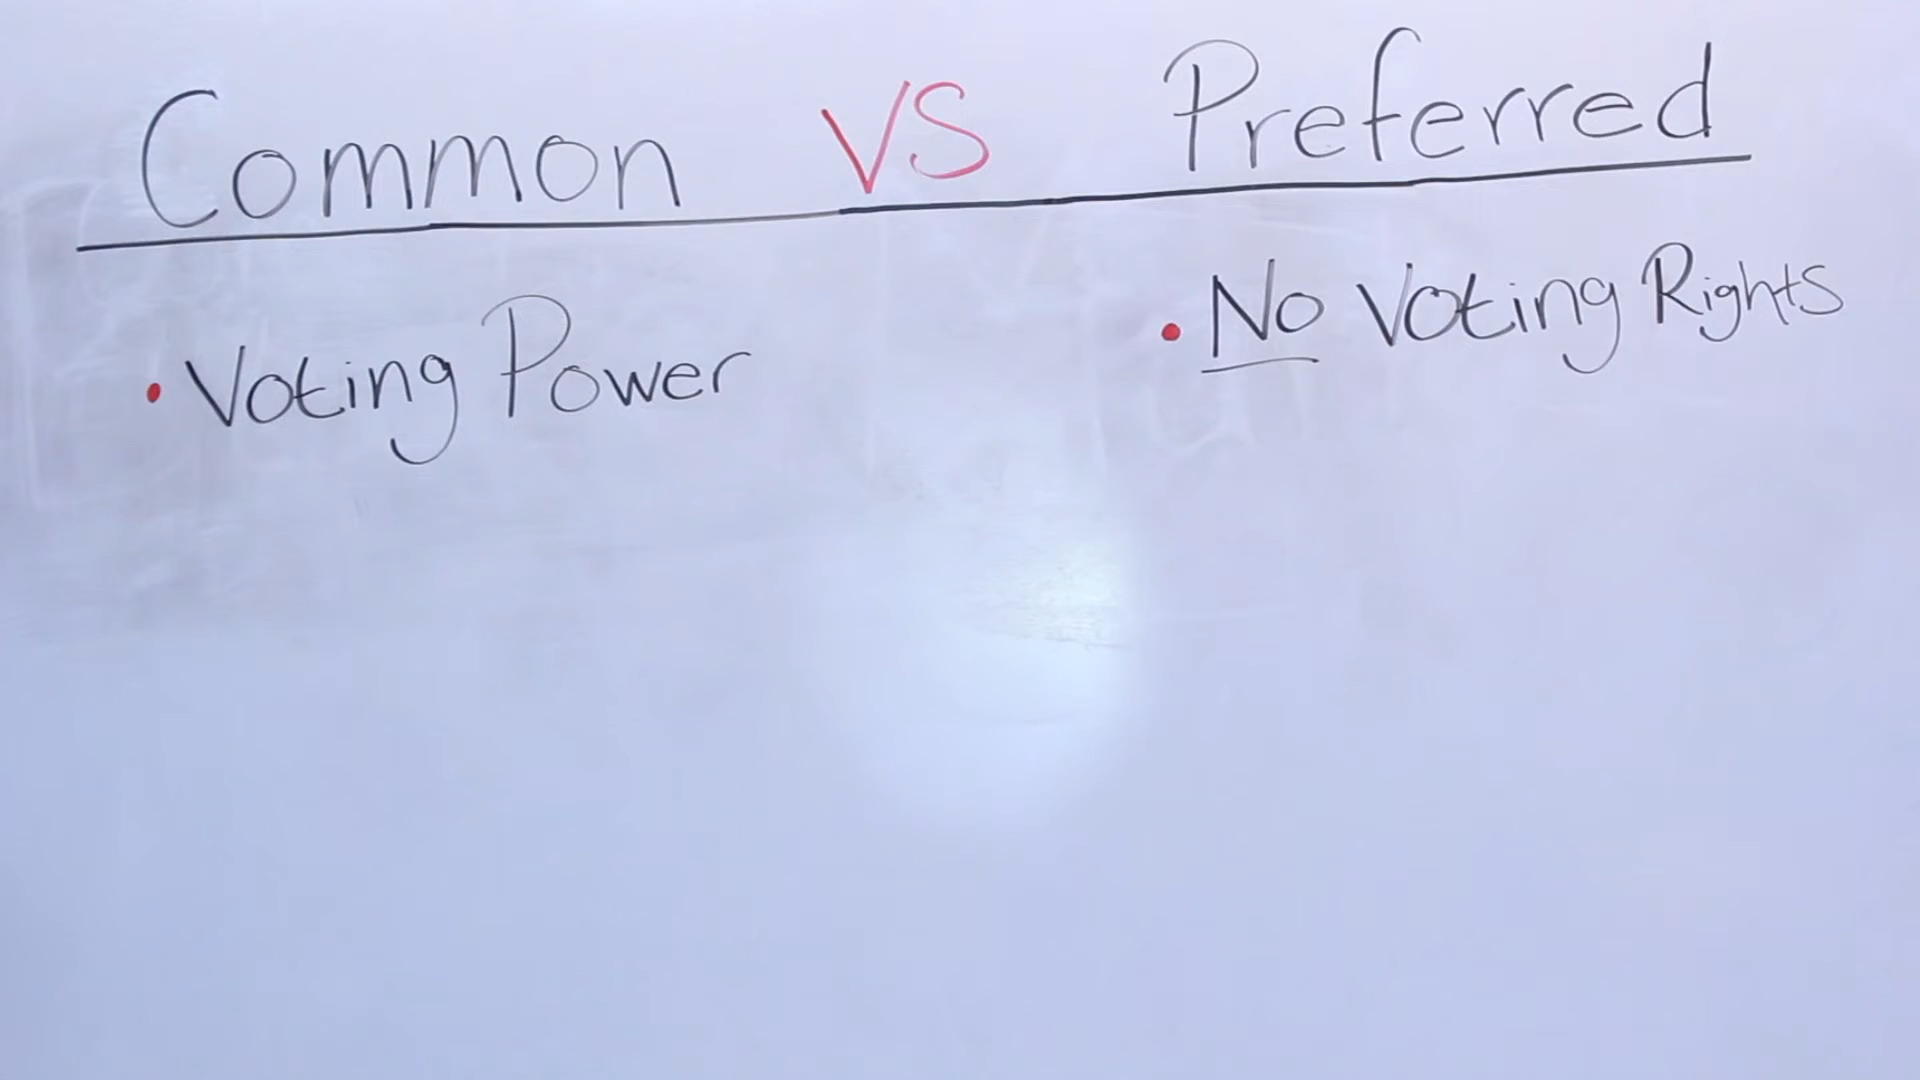 Common VS Preferred
• Voting Power
• No Voting Rights